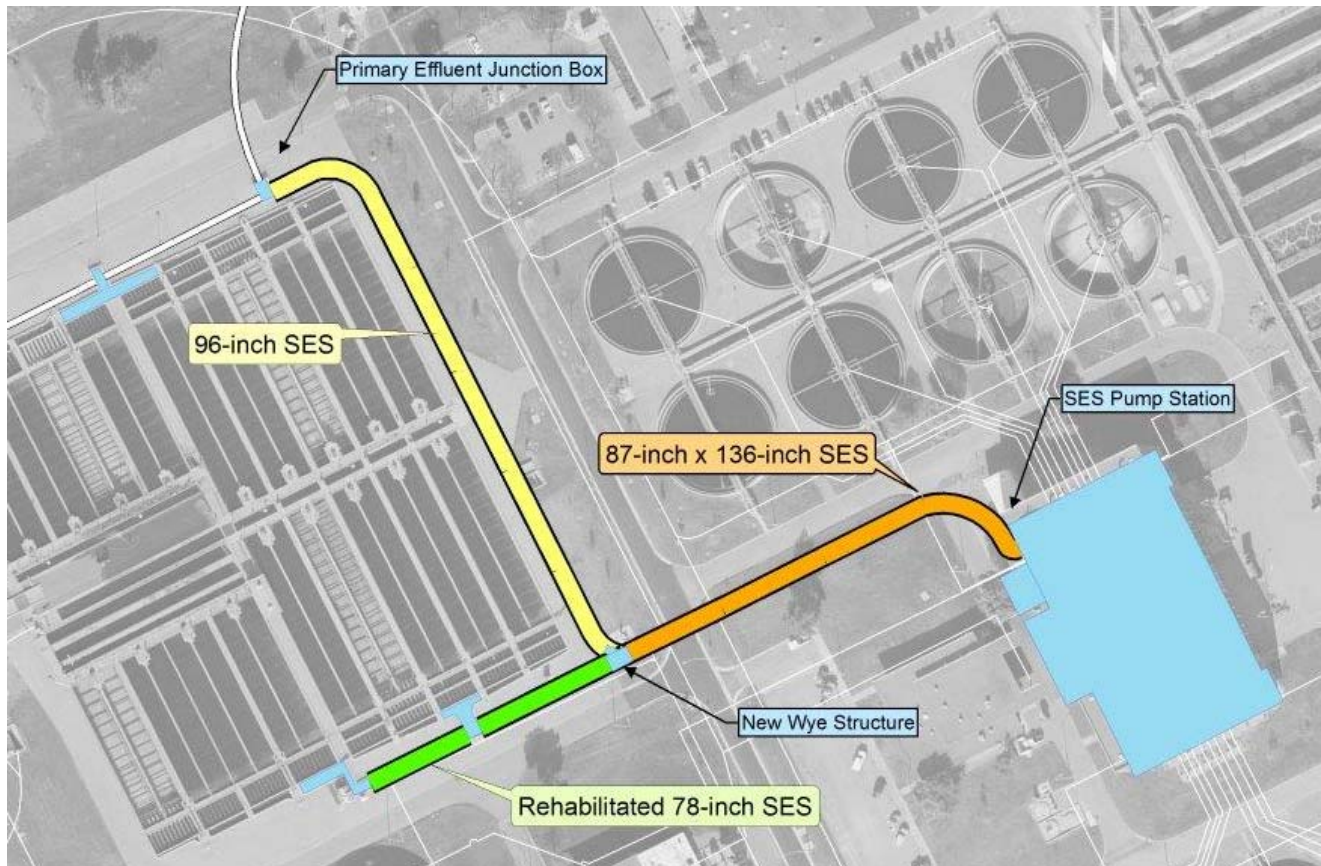 Primary Effluent Junction Box
96-inch SES
SES Pump Station
87-inch x 136-inch SES
New Wye Structure
Rehabilitated 78-inch SES